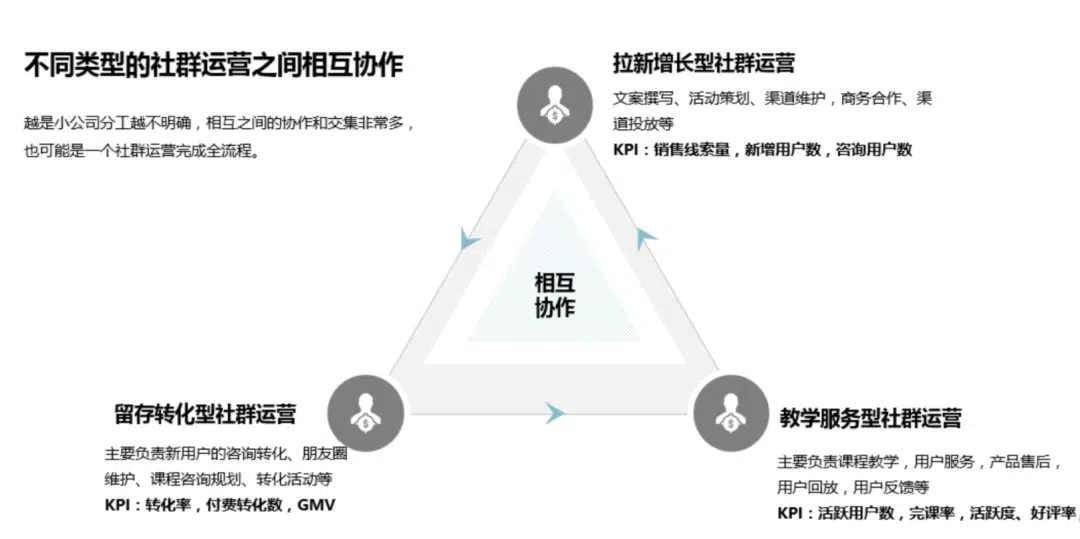 不同类型的社群运营之间相互协作
越是小公司分工越不明确，相互之间的协作和交集非常多，
也可能是一个社群运营完成全流程。
拉新增长型社群运营
文案撰写、活动策划、渠道维护，商务合作、渠
道投放等
KPI：销售线索量，新增用户数，咨询用户数
相互
协作
留存转化型社群运营
主要负责新用户的咨询转化、朋友圈
维护、课程咨询规划、转化活动等
KPI：转化率，付费转化数，GMV
教学服务型社群运营
主要负责课程教学，用户服务，产品售后，
用户回放，用户反馈等
KPI：活跃用户数，完课率，活跃度、好评率，